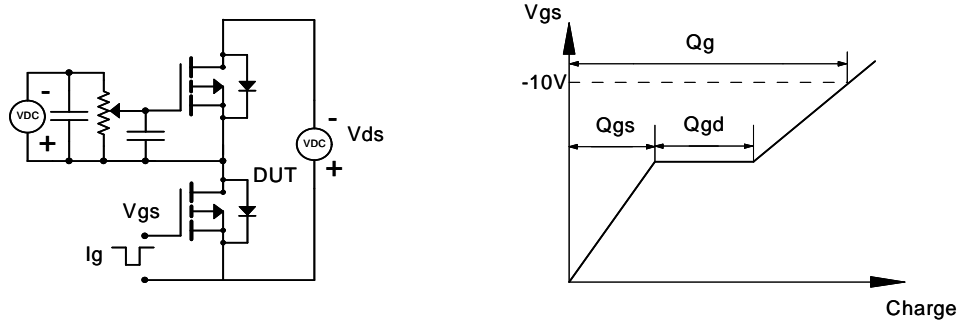 -
VDC
+
-
VDC
+
Vds
DUT
Vgs
Ig
Vgs
Qg
-10V
Qgs
Qgd
Charge